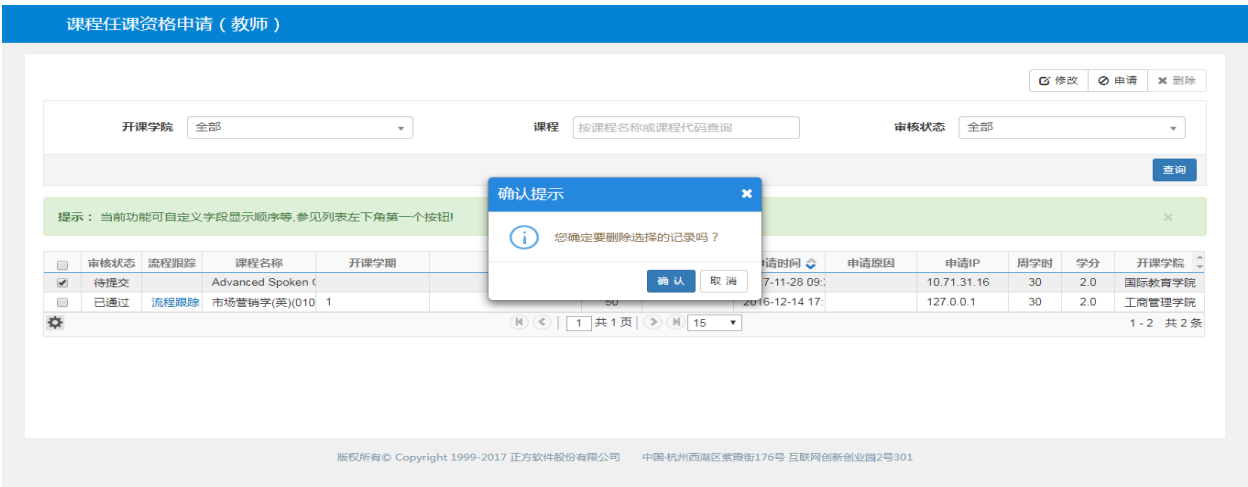 课程任课资格申请（教师）
修改 申请 删除
开课学院 全部 课程 按课程名称或课程代码查询 审核状态 全部
查询
确认提示
提示： 当前功能可自定义字段显示顺序等,参见列表左下角第一个按钮!
您确定要删除选择的记录吗？
确 认 取 消
审核状态 流程跟踪 课程名称 开课学期 请时间 申请原因 申请IP 周学时 学分 开课学院
待提交 Advanced Spoken 7-11-28 09: 10.71.31.16 30 2.0 国际教育学院
已通过 流程跟踪 市场营销学(英)(010 1 50 2016-12-14 17: 127.0.0.1 30 2.0 工商管理学院
1 共 1 页 15 1 - 2 共 2 条
版权所有© Copyright 1999-2017 正方软件股份有限公司 中国·杭州西湖区紫霞街176号 互联网创新创业园2号301